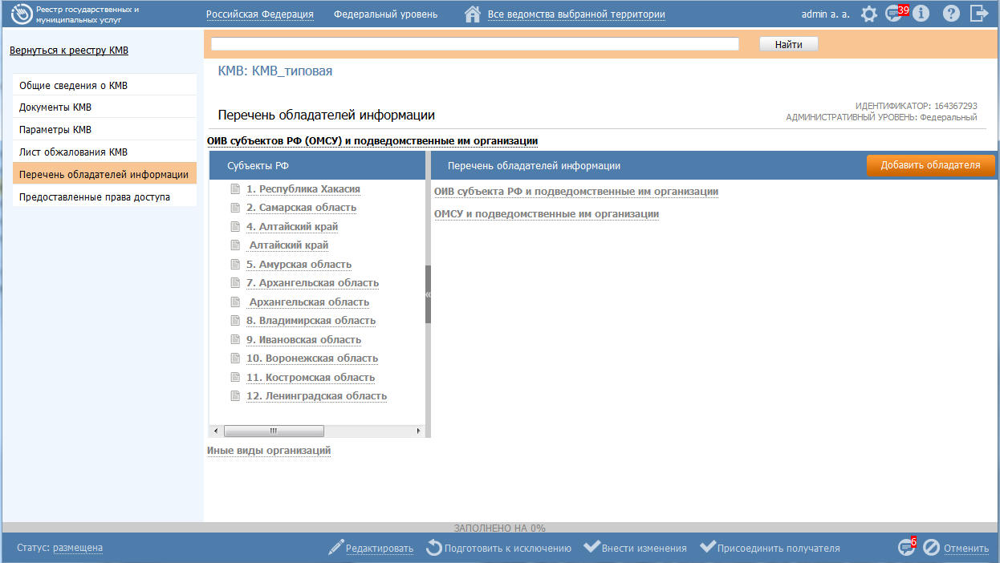 Реестр государственных и
муниципальных услуг
Российская Федерация
Федеральный уровень
Все ведомства выбранной территории
admin a. a.
39
Вернуться к реестру КМВ
Найти
Общие сведения о КМВ
Документы КМВ
Параметры КМВ
Лист обжалования КМВ
Перечень обладателей информации
Предоставленные права доступа
КМВ: КМВ_типовая
Перечень обладателей информации
ИДЕНТИФИКАТОР: 164367293
АДМИНИСТРАТИВНЫЙ УРОВЕНЬ: Федеральный
ОИВ субъектов РФ (ОМСУ) и подведомственные им организации
Субъекты РФ
1. Республика Хакасия
2. Самарская область
4. Алтайский край
Алтайский край
5. Амурская область
7. Архангельская область
Архангельская область
8. Владимирская область
9. Ивановская область
10. Воронежская область
11. Костромская область
12. Ленинградская область
Перечень обладателей информации
Добавить обладателя
ОИВ субъекта РФ и подведомственные им организации
ОМСУ и подведомственные им организации
Иные виды организаций
ЗАПОЛНЕНО НА 0%
Статус: размещена
Редактировать
Подготовить к исключению
Внести изменения
Присоединить получателя
6
Отменить